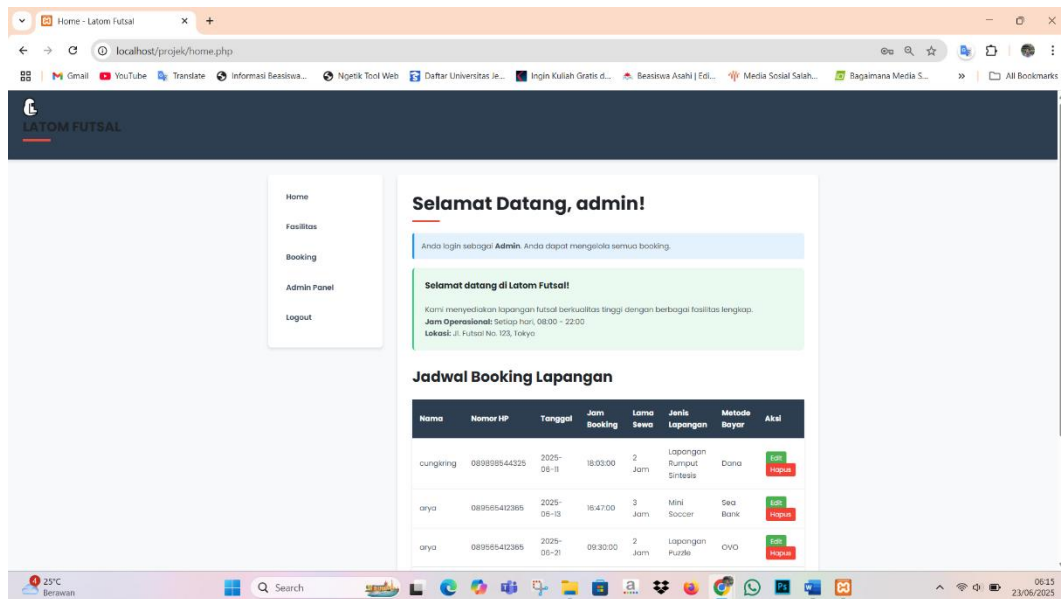 Home - Latom Futsal
localhost/projek/home.php
Gmail YouTube Translate Informasi Beasiswa... Ngetik Tool Web Daftar Universitas Je... Ingin Kuliah Gratis d... Beasiswa Asahi | Edi... Media Sosial Salah... Bagaimana Media S... » All Bookmarks
LATOM FUTSAL
Home
Fasilitas
Booking
Admin Panel
Logout
Selamat Datang, admin!
Anda login sebagai Admin. Anda dapat mengelola semua booking.
Selamat datang di Latom Futsal!
Kami menyediakan lapangan futsal berkualitas tinggi dengan berbagai fasilitas lengkap.
Jam Operasional: Setiap hari, 08:00 - 22:00
Lokasi: Jl. Futsal No. 123, Tokyo
Jadwal Booking Lapangan
Nama Nomor HP Tanggal Jam Booking Lama Sewa Jenis Lapangan Metode Bayar Aksi
cungkring 089898544325 2025-06-11 18:03:00 2 Jam Lapangan Rumput Sintesis Dana Edit Hapus
arya 089565412365 2025-06-13 16:47:00 3 Jam Mini Soccer Sea Bank Edit Hapus
arya 089565412365 2025-06-21 09:30:00 2 Jam Lapangan Puzzle OVO Edit Hapus
4
25°C
Berawan
Search
06:15
23/06/2025